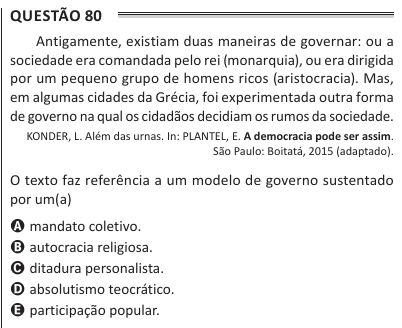 QUESTÃO 80
Antigamente, existiam duas maneiras de governar: ou a
sociedade era comandada pelo rei (monarquia), ou era dirigida
por um pequeno grupo de homens ricos (aristocracia). Mas,
em algumas cidades da Grécia, foi experimentada outra forma
de governo na qual os cidadãos decidiam os rumos da sociedade.
KONDER, L. Além das urnas. In: PLANTEL, E. A democracia pode ser assim.
São Paulo: Boitatá, 2015 (adaptado).
O texto faz referência a um modelo de governo sustentado
por um(a)
A mandato coletivo.
B autocracia religiosa.
C ditadura personalista.
D absolutismo teocrático.
E participação popular.